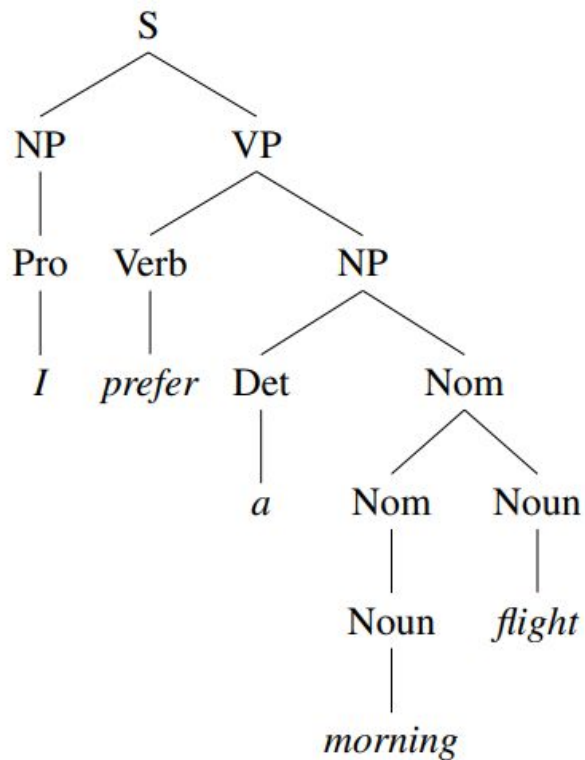 S
NP VP
Pro Verb NP
I prefer Det Nom
a Nom Noun
Noun flight
morning